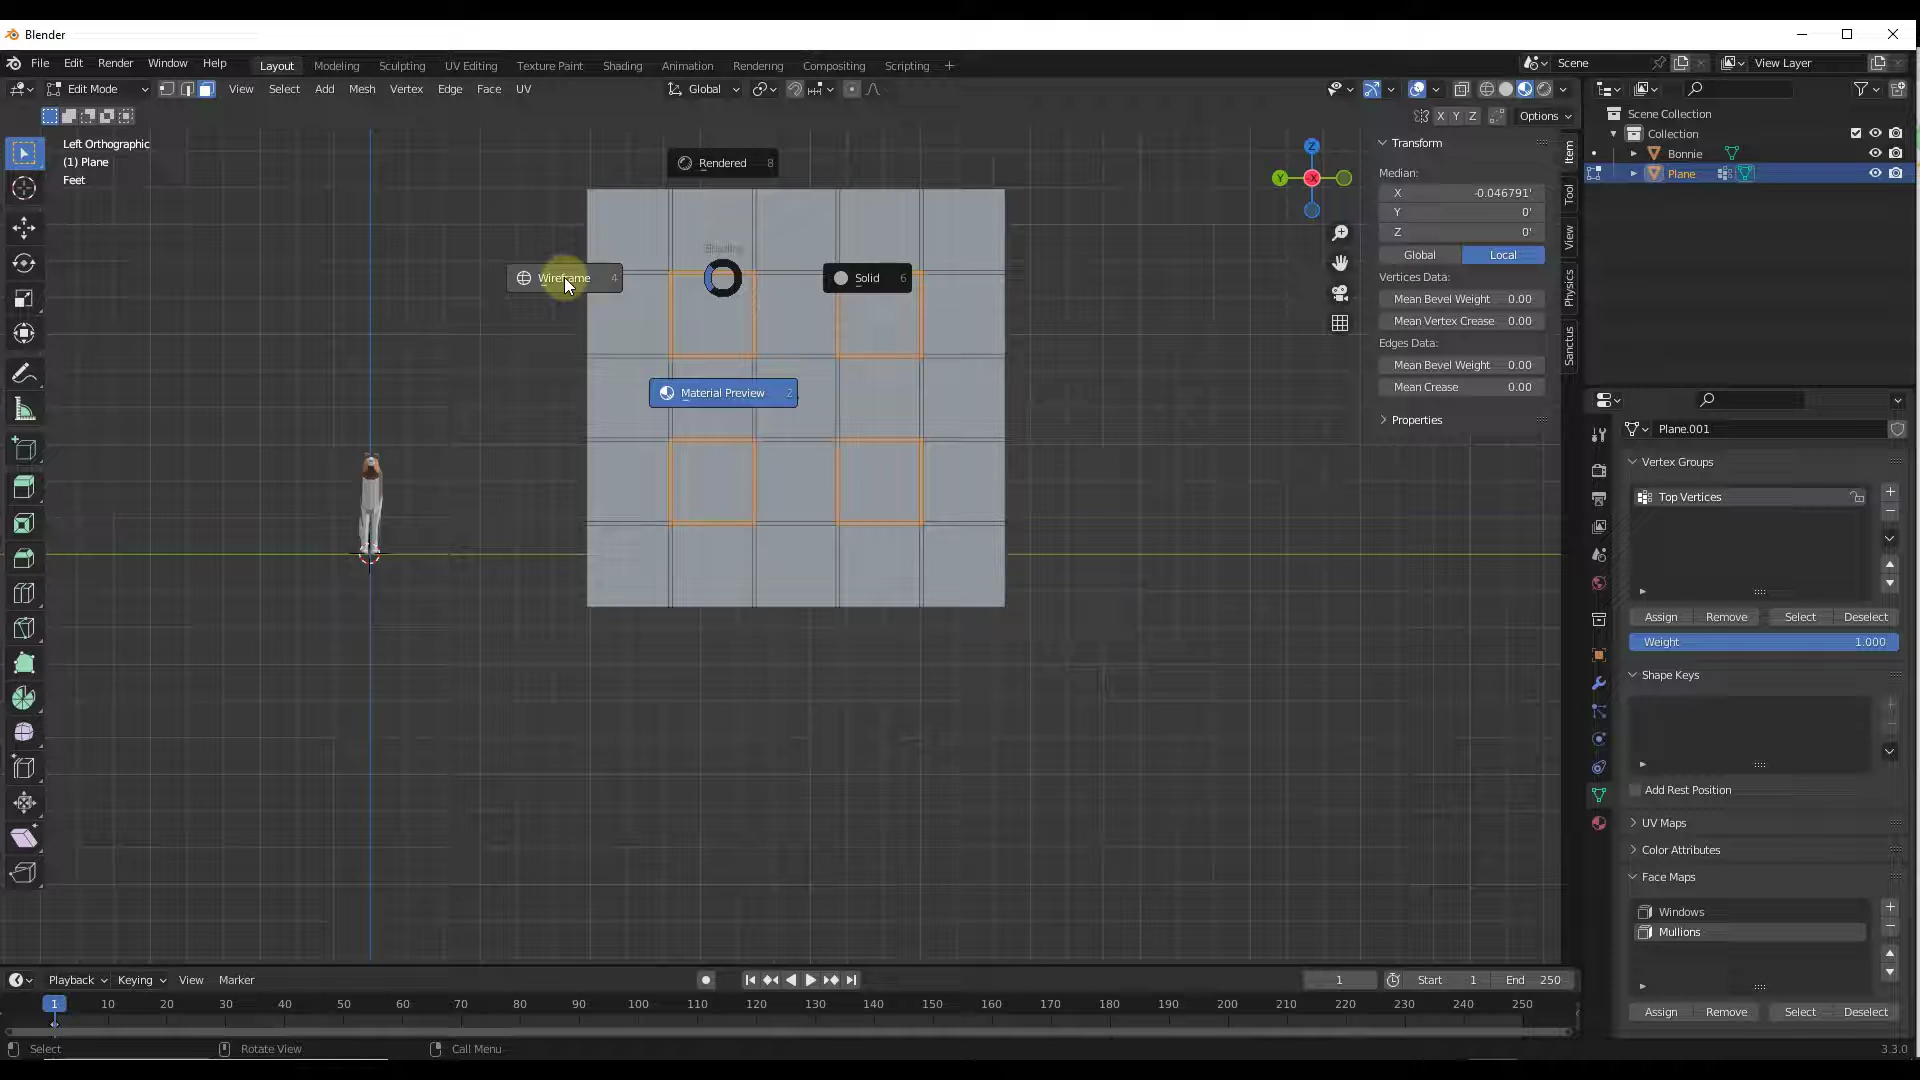 Blender
File Edit Render Window Help Layout Modeling Sculpting UV Editing Texture Paint Shading Animation Rendering Compositing Scripting + Scene View Layer
Edit Mode View Select Add Mesh Vertex Edge Face UV Global
X Y Z Options
Left Orthographic
(1) Plane
Feet
Rendered 8
Shading
Wireframe 4
Solid 6
Material Preview 2
Z
Y
X
Transform
Median:
X -0.046791'
Y 0'
Z 0'
Global Local
Vertices Data:
Mean Bevel Weight 0.00
Mean Vertex Crease 0.00
Edges Data:
Mean Bevel Weight 0.00
Mean Crease 0.00
Properties
Item
Tool
View
Physics
Sanctus
Scene Collection
Collection
Bonnie
Plane
Plane.001
Vertex Groups
Top Vertices
Assign Remove Select Deselect
Weight 1.000
Shape Keys
Add Rest Position
UV Maps
Color Attributes
Face Maps
Windows
Mullions
Assign Remove Select Deselect
Playback Keying View Marker 1 Start 1 End 250
1 10 20 30 40 50 60 70 80 90 100 110 120 130 140 150 160 170 180 190 200 210 220 230 240 250
Select Rotate View Call Menu 3.3.0